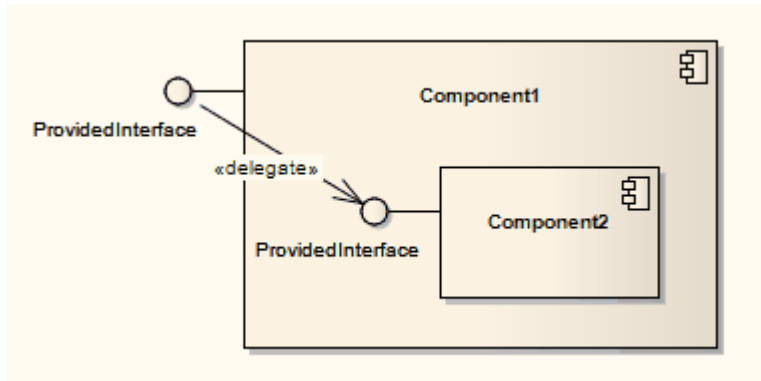 Component1
ProvidedInterface
«delegate»
Component2
ProvidedInterface